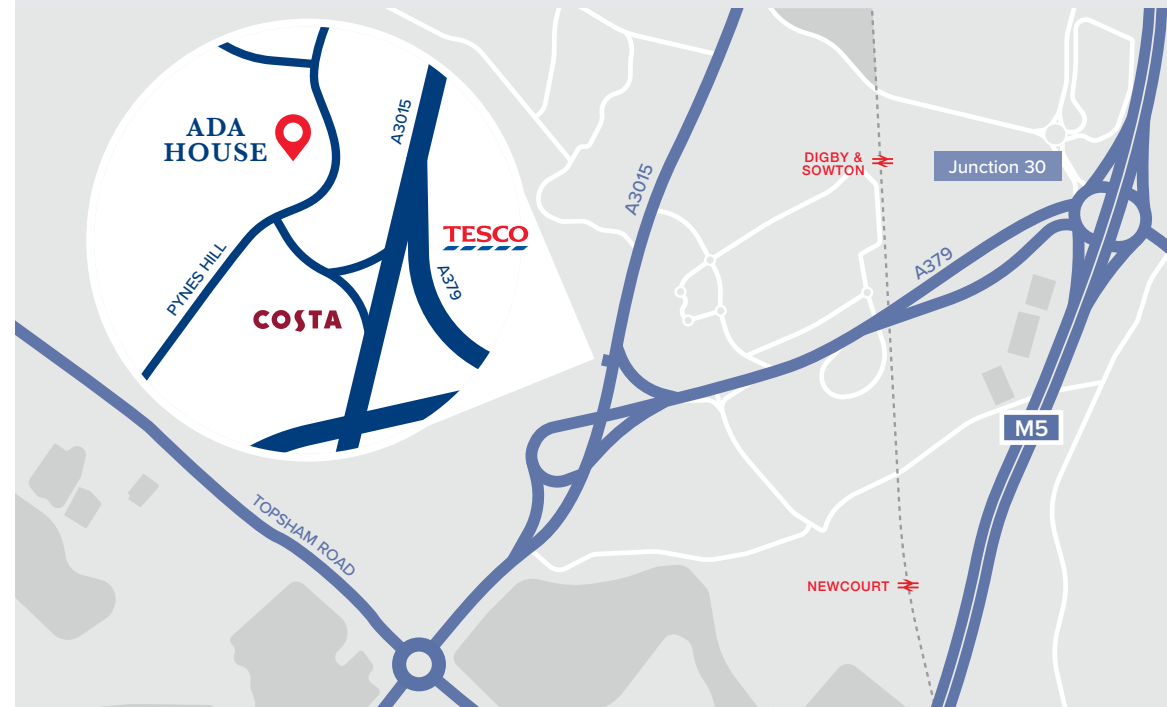 ADA
HOUSE
A3015
TESCO
A379
PYNES HILL
COSTA
A3015
DIGBY &
SOWTON
Junction 30
A379
M5
TOPSHAM ROAD
NEWCOURT